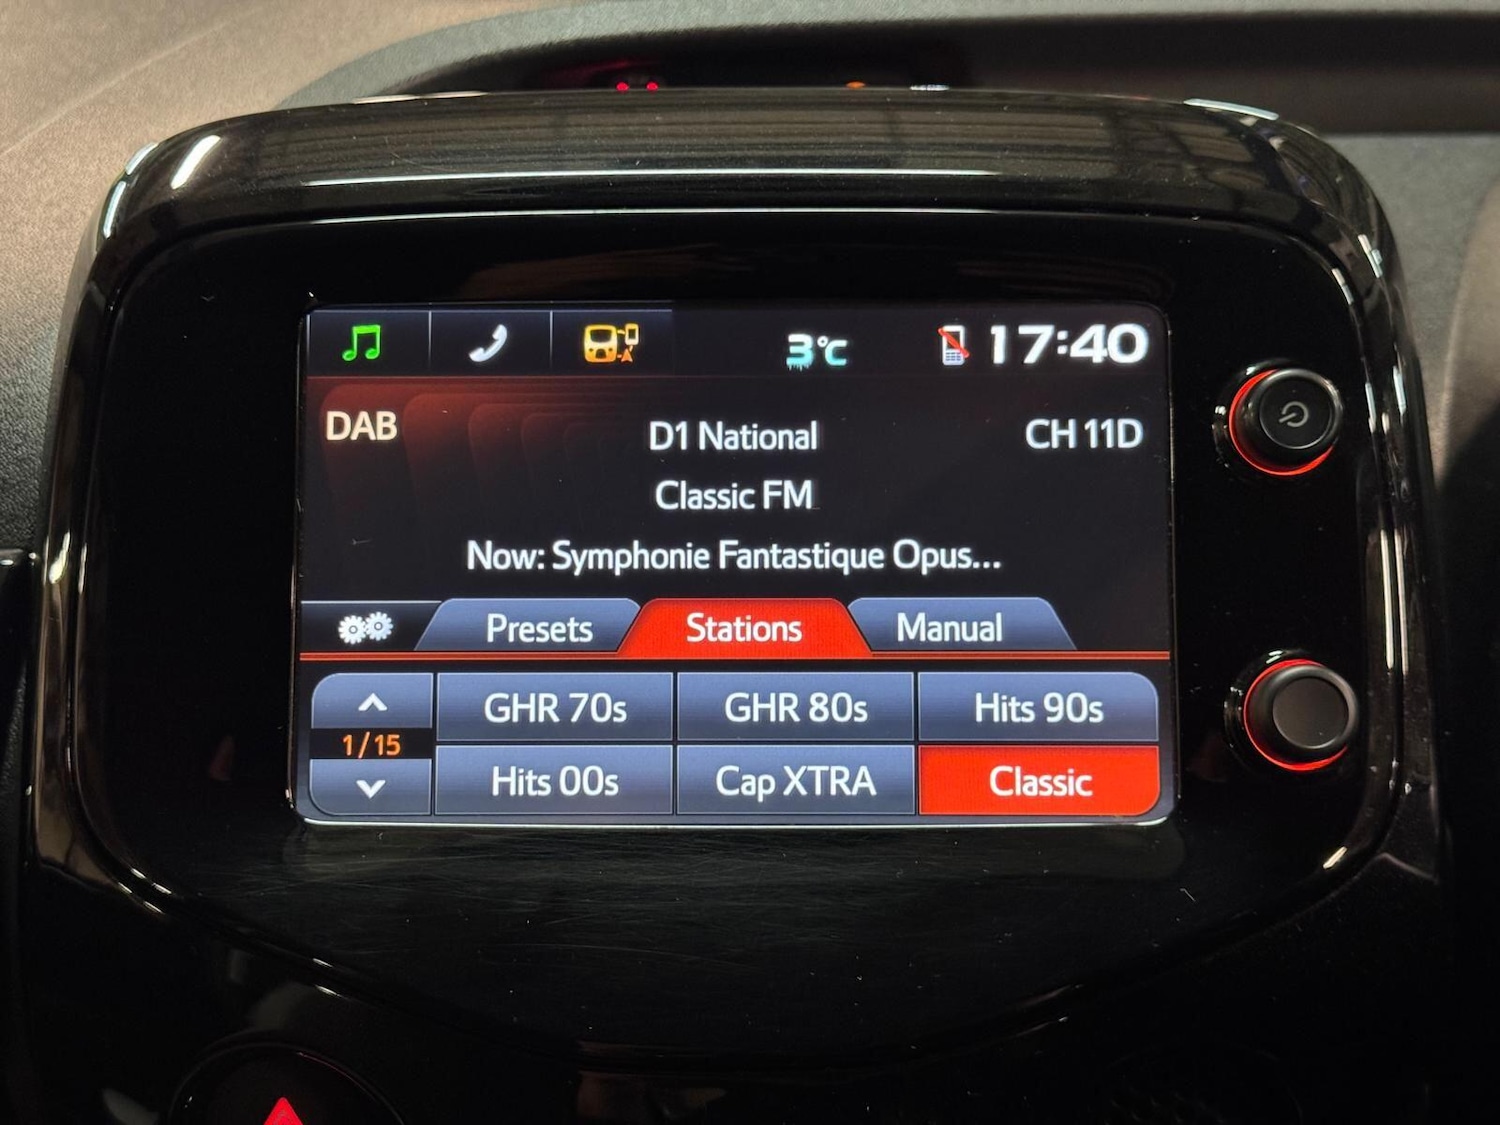 3°C 17:40
DAB D1 National CH 11D
Classic FM
Now: Symphonie Fantastique Opus...
Presets Stations Manual
GHR 70s GHR 80s Hits 90s
1/15
Hits 00s Cap XTRA Classic